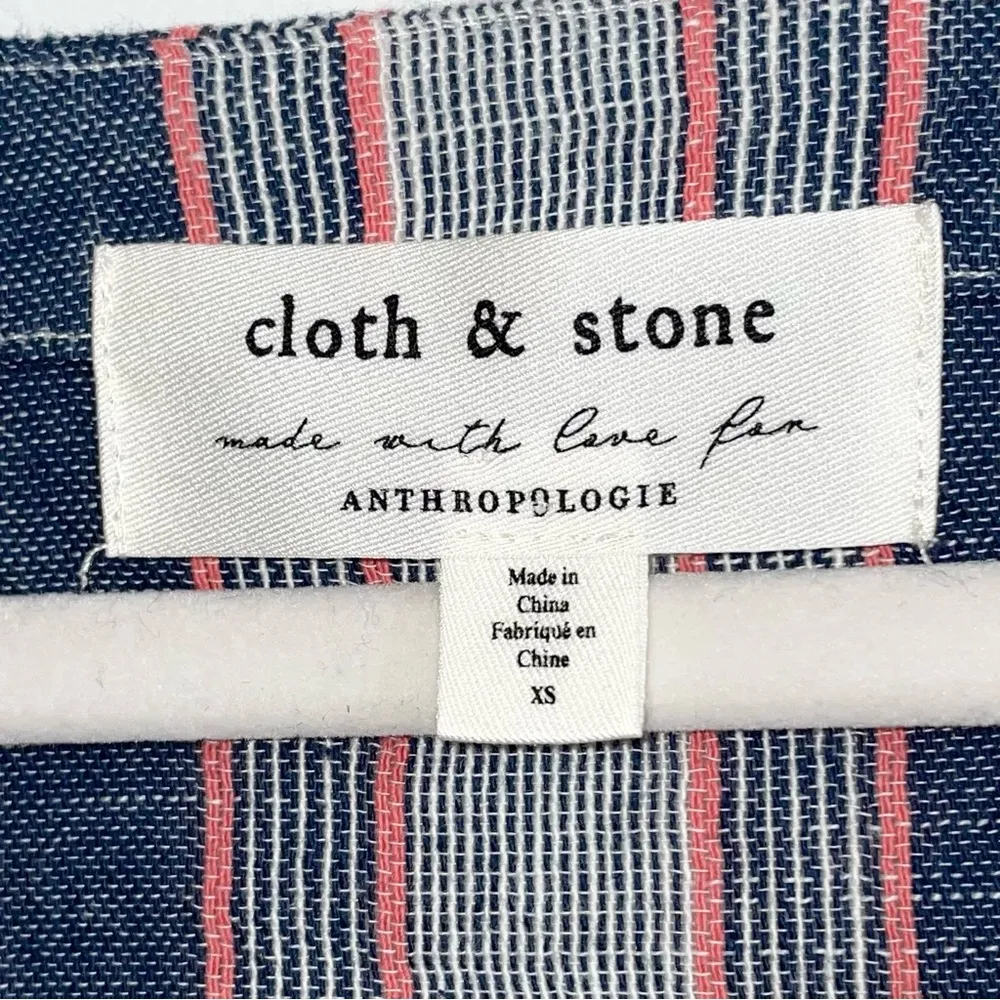 cloth & stone
made with love for
ANTHROPOLOGIE
Made in
China
Fabriqué en
Chine
XS